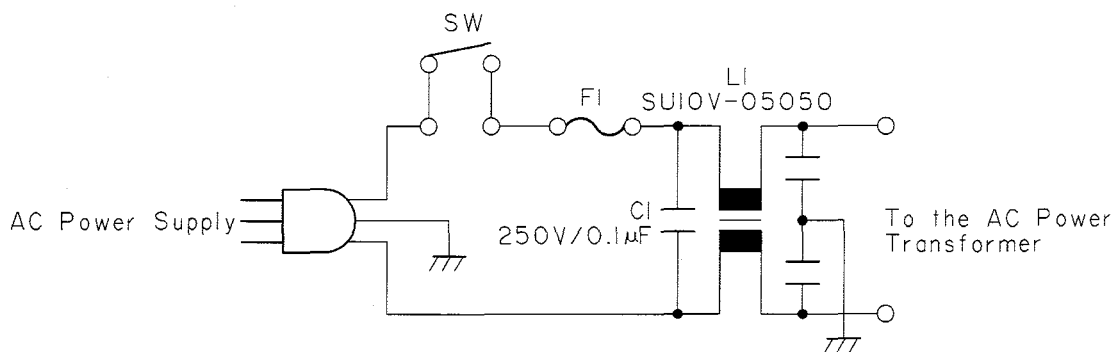 SW
L1
F1
SU10V-05050
AC Power Supply
C1
250V/0.1μF
To the AC Power
Transformer